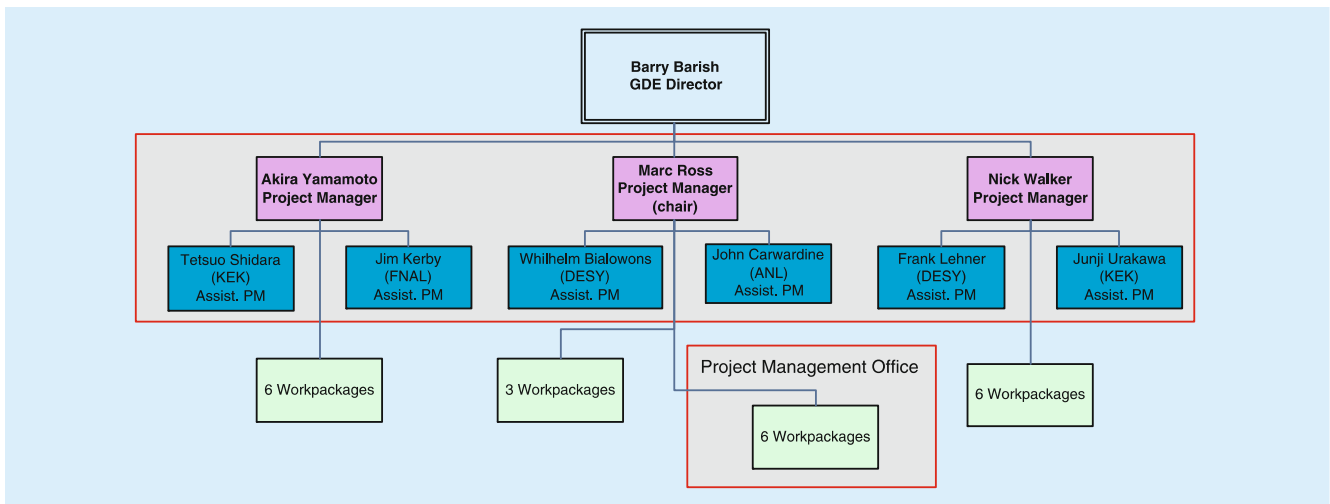 Barry Barish
GDE Director
Akira Yamamoto
Project Manager
Marc Ross
Project Manager
(chair)
Nick Walker
Project Manager
Tetsuo Shidara
(KEK)
Assist. PM
Jim Kerby
(FNAL)
Assist. PM
Whilhelm Bialowons
(DESY)
Assist. PM
John Carwardine
(ANL)
Assist. PM
Frank Lehner
(DESY)
Assist. PM
Junji Urakawa
(KEK)
Assist. PM
6 Workpackages
3 Workpackages
Project Management Office
6 Workpackages
6 Workpackages